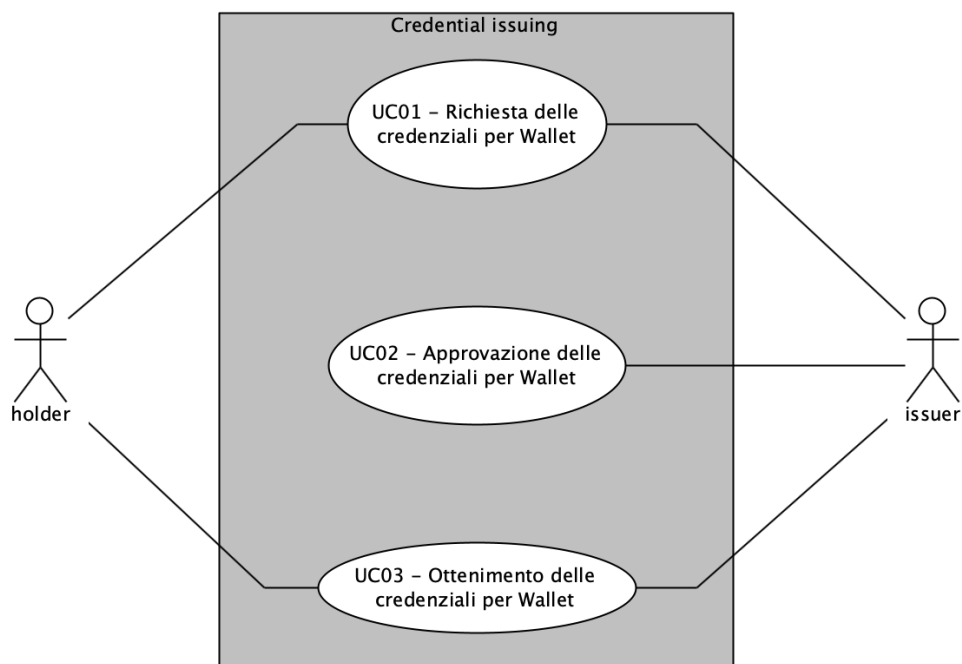 Credential issuing
UC01 – Richiesta delle
credenziali per Wallet
UC02 – Approvazione delle
credenziali per Wallet
holder
issuer
UC03 – Ottenimento delle
credenziali per Wallet